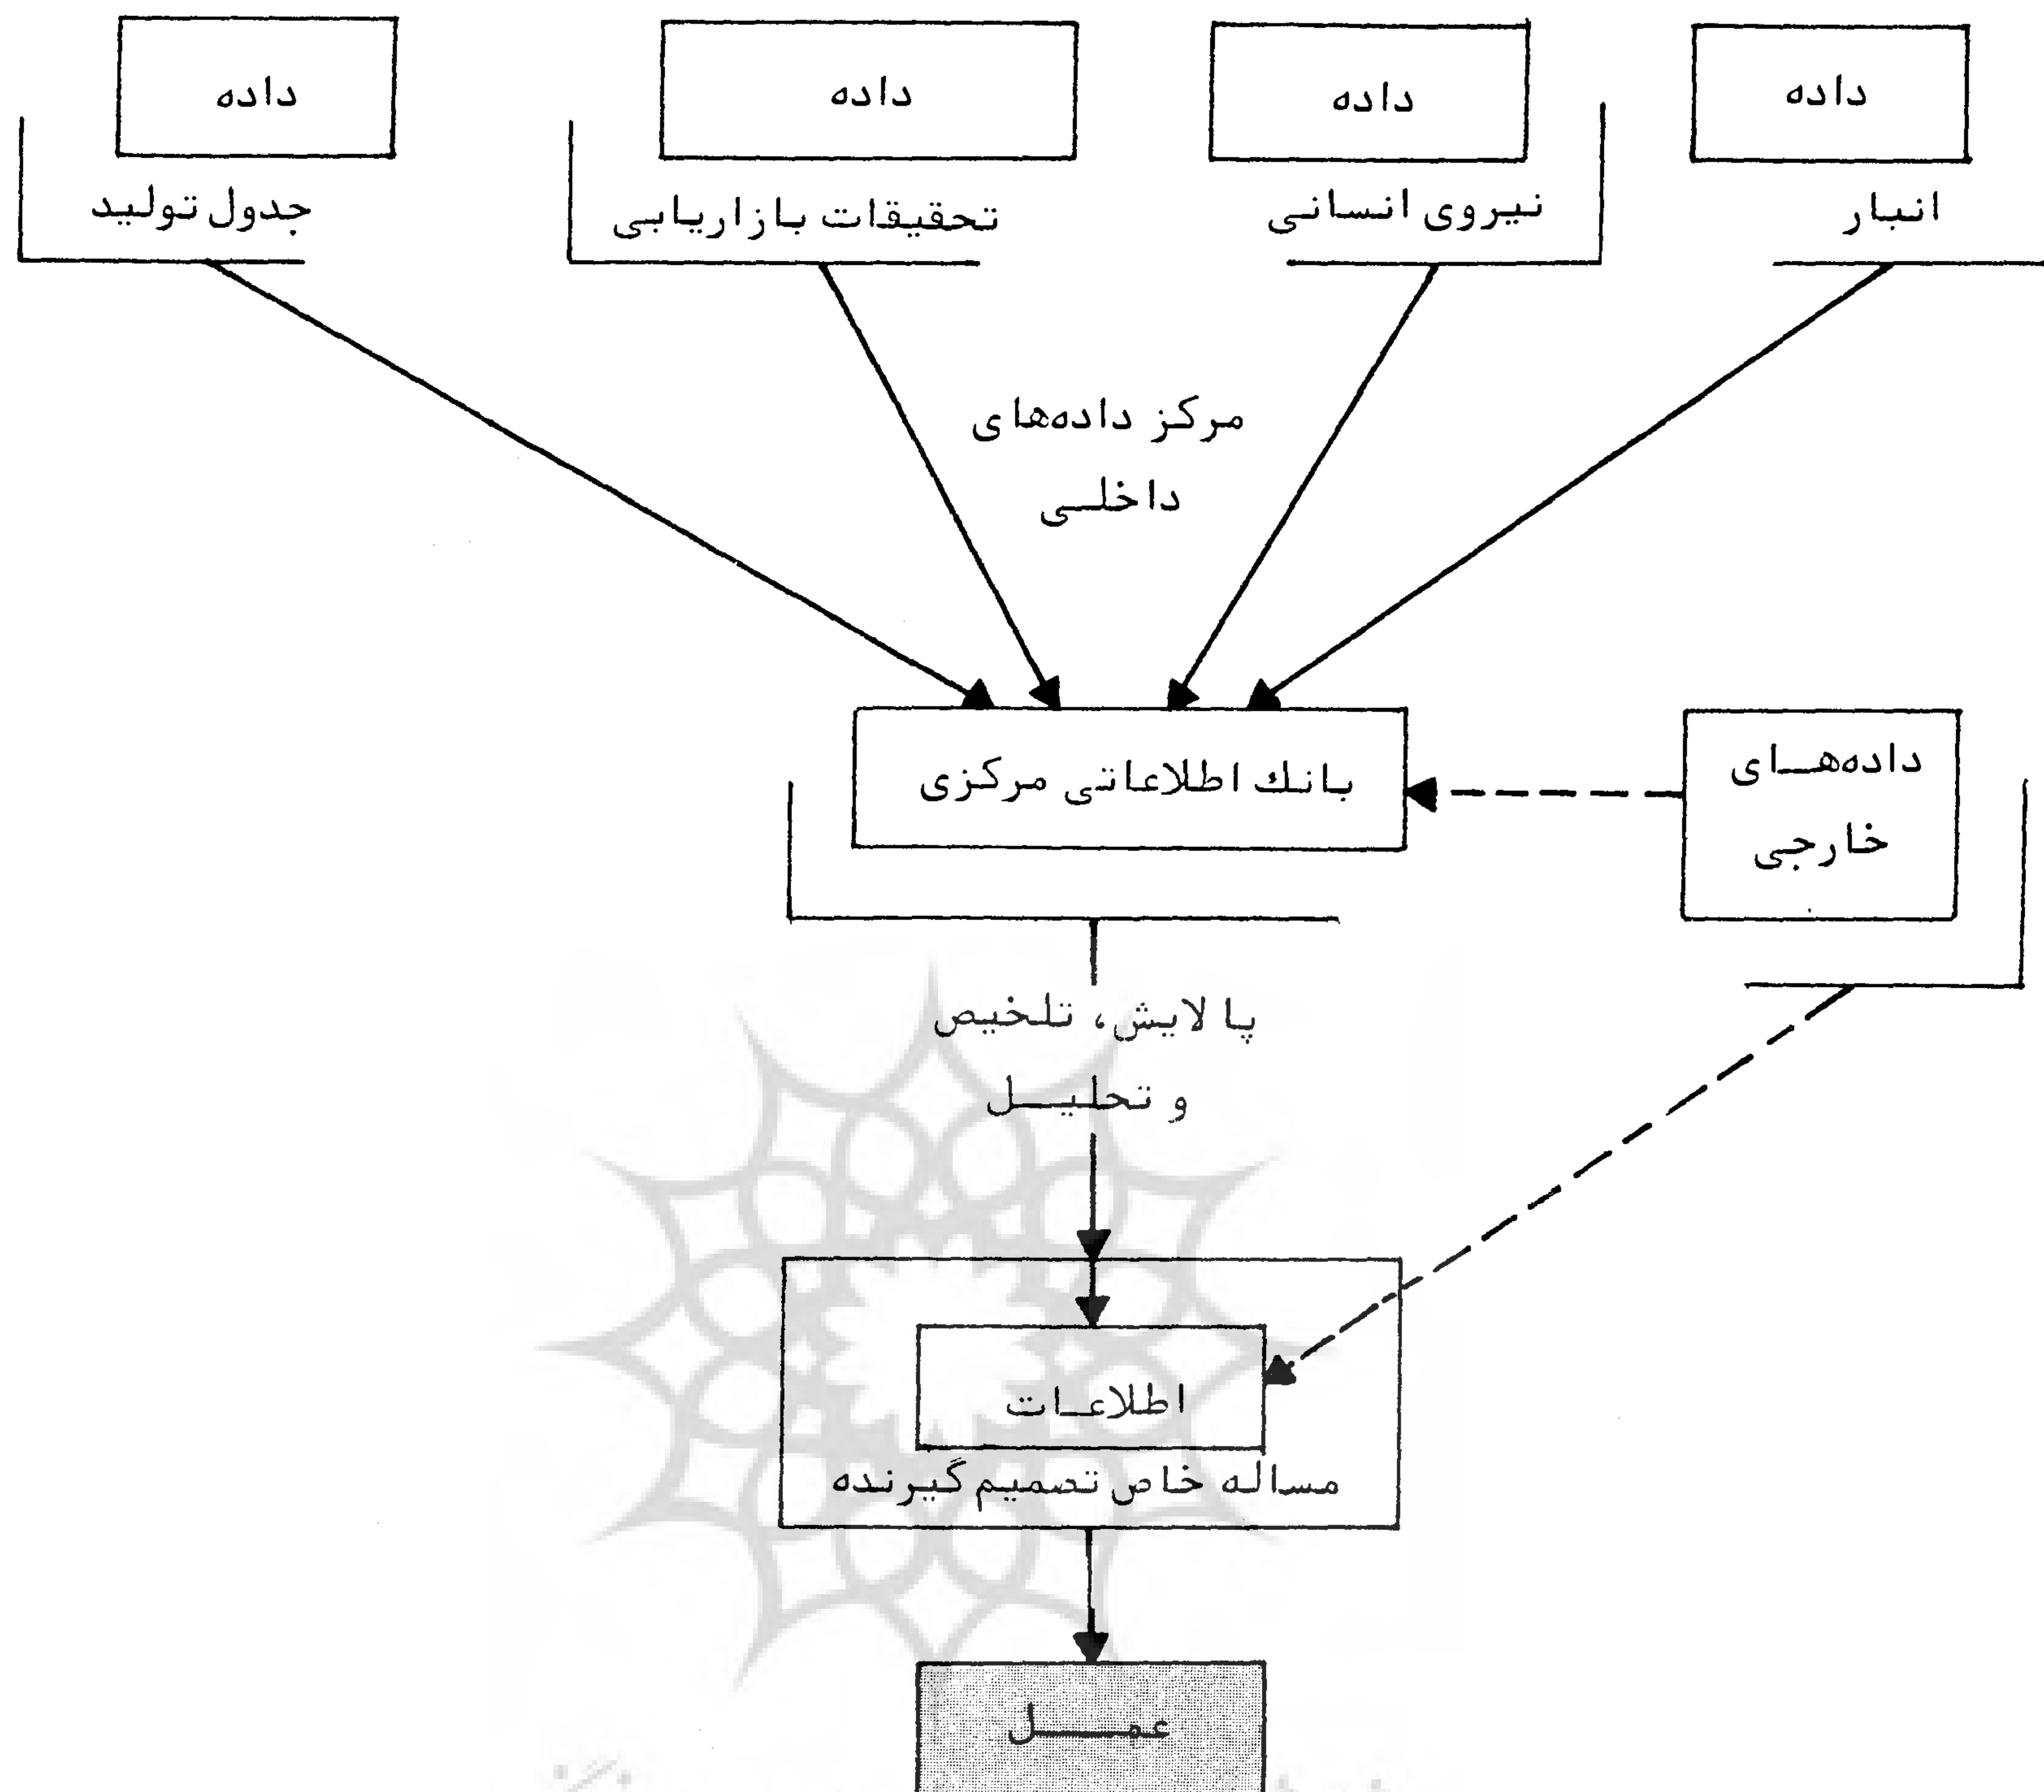 داده
داده
داده
داده
انبار
نیروی انسانی
تحقیقات بازاریابی
جدول تولید
مرکز داده‌های
داخلی
بانك اطلاعاتی مرکزی
داده‌های
خارجی
پالایش، تلخیص
و تحلیل
اطلاعات
مساله خاص تصمیم گیرنده
عمل